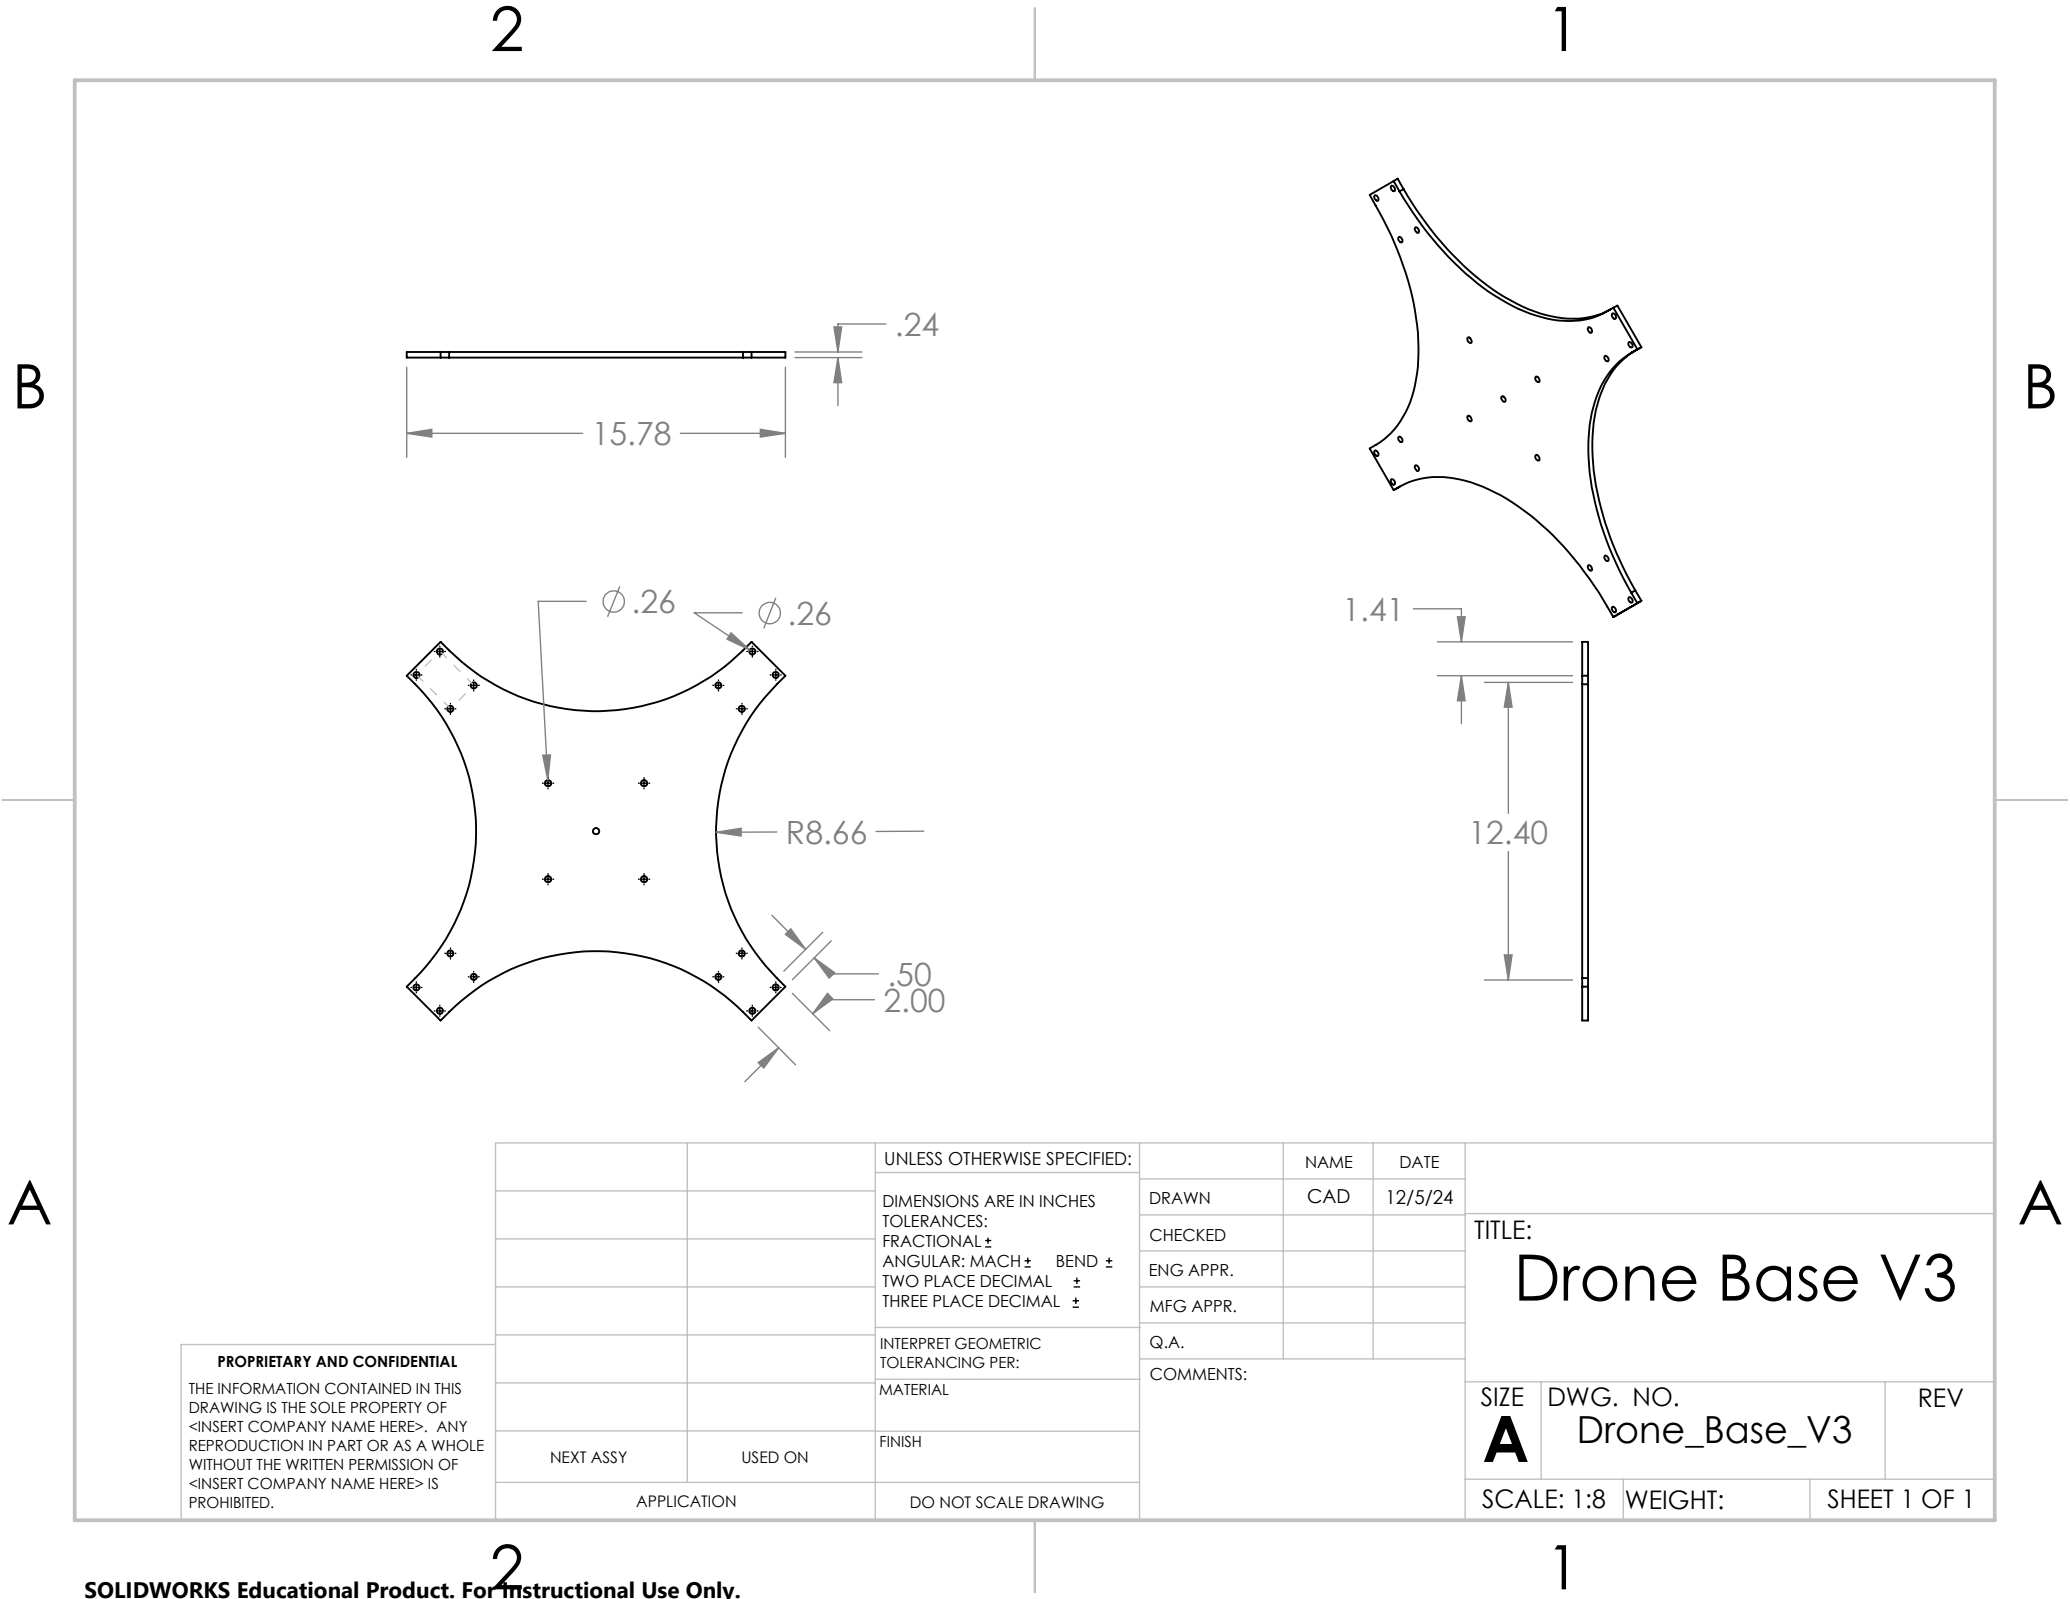 2
1
B
B
.24
15.78
⌀.26
⌀.26
1.41
R8.66
12.40
.50
2.00
A
A
UNLESS OTHERWISE SPECIFIED:
DIMENSIONS ARE IN INCHES
TOLERANCES:
FRACTIONAL ±
ANGULAR: MACH ± BEND ±
TWO PLACE DECIMAL ±
THREE PLACE DECIMAL ±
INTERPRET GEOMETRIC
TOLERANCING PER:
MATERIAL
FINISH
DO NOT SCALE DRAWING
NAME
DATE
DRAWN
CAD
12/5/24
CHECKED
ENG APPR.
MFG APPR.
Q.A.
COMMENTS:
TITLE:
Drone Base V3
SIZE
A
DWG. NO.
Drone_Base_V3
REV
SCALE: 1:8
WEIGHT:
SHEET 1 OF 1
PROPRIETARY AND CONFIDENTIAL
THE INFORMATION CONTAINED IN THIS
DRAWING IS THE SOLE PROPERTY OF
<INSERT COMPANY NAME HERE>. ANY
REPRODUCTION IN PART OR AS A WHOLE
WITHOUT THE WRITTEN PERMISSION OF
<INSERT COMPANY NAME HERE> IS
PROHIBITED.
NEXT ASSY
USED ON
APPLICATION
2
1
SOLIDWORKS Educational Product. For Instructional Use Only.